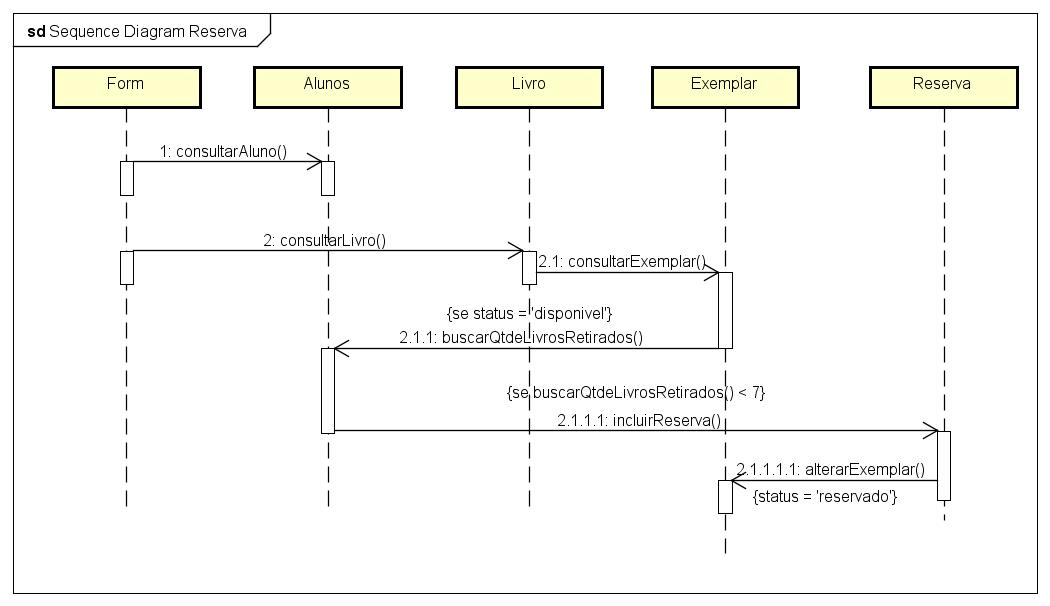 sd Sequence Diagram Reserva
Form
Alunos
Livro
Exemplar
Reserva
1: consultarAluno()
2: consultarLivro()
2.1: consultarExemplar()
{se status = 'disponivel'}
2.1.1: buscarQtdeLivrosRetirados()
{se buscarQtdeLivrosRetirados() < 7}
2.1.1.1: incluirReserva()
2.1.1.1.1: alterarExemplar()
{status = 'reservado'}